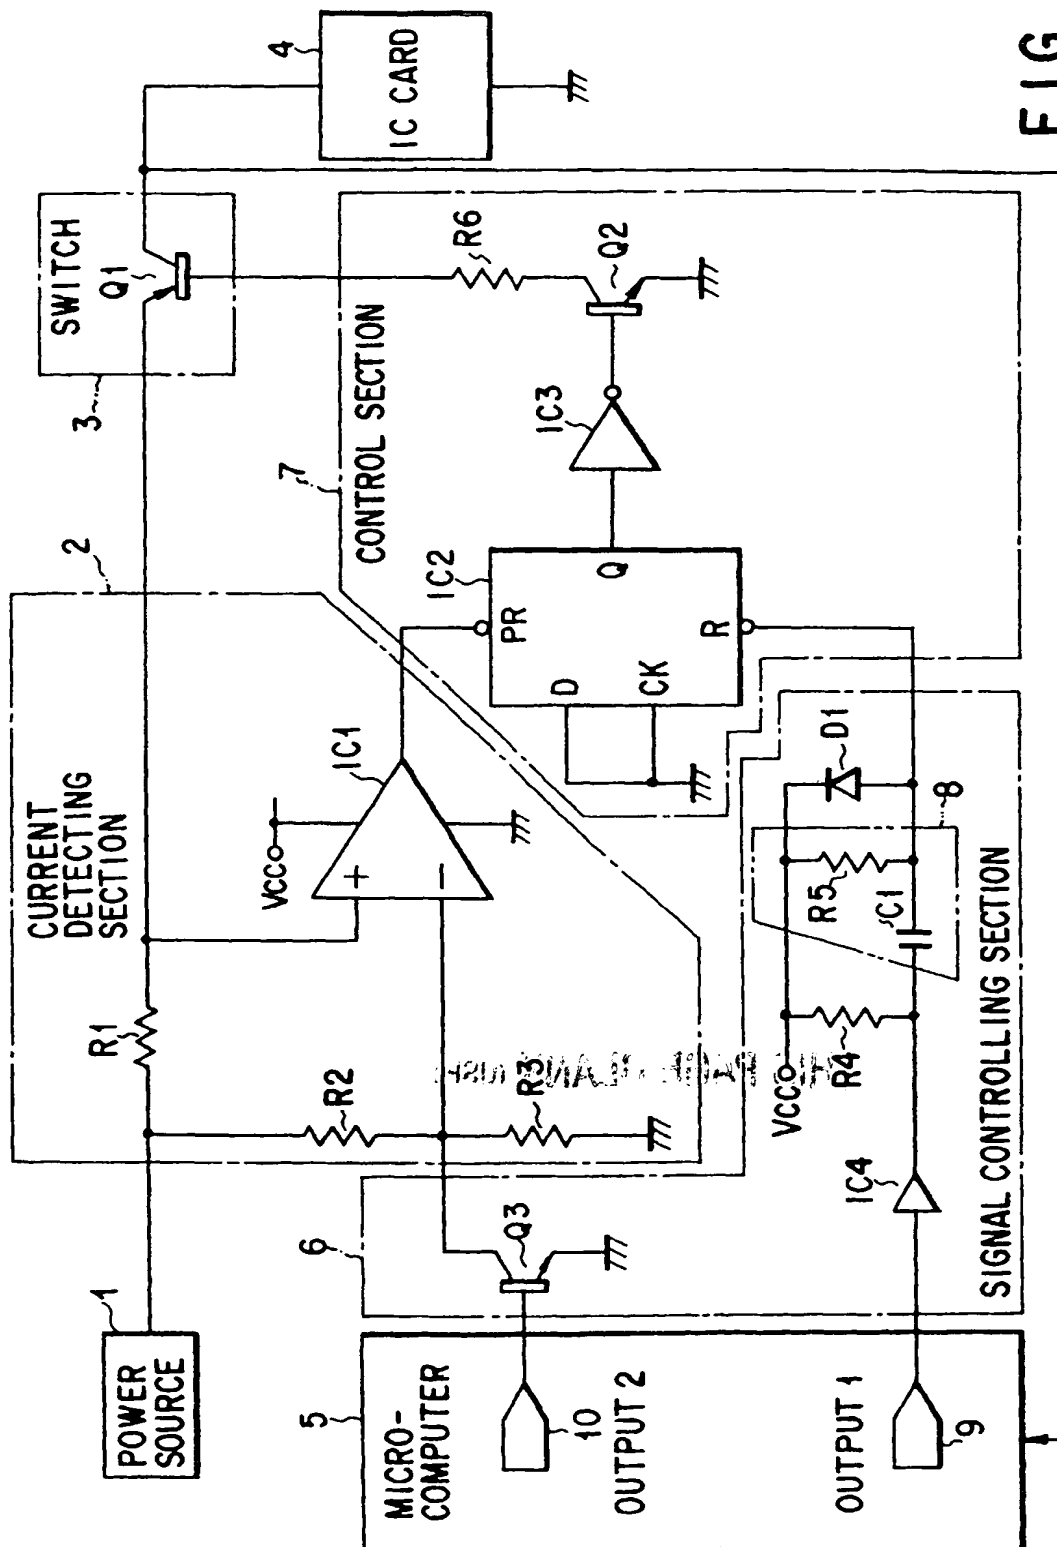 POWER
SOURCE
1
CURRENT
DETECTING
SECTION
2
R1
R2
R3
VCC
+
−
IC1
SWITCH
Q1
3
4
IC CARD
CONTROL SECTION
7
IC2
PR
D
CK
Q
R
IC3
R6
Q2
MICRO-
COMPUTER
5
10
OUTPUT 2
OUTPUT 1
9
6
Q3
IC4
VCC
R4
R5
C1
8
D1
SIGNAL CONTROLLING SECTION
FIG